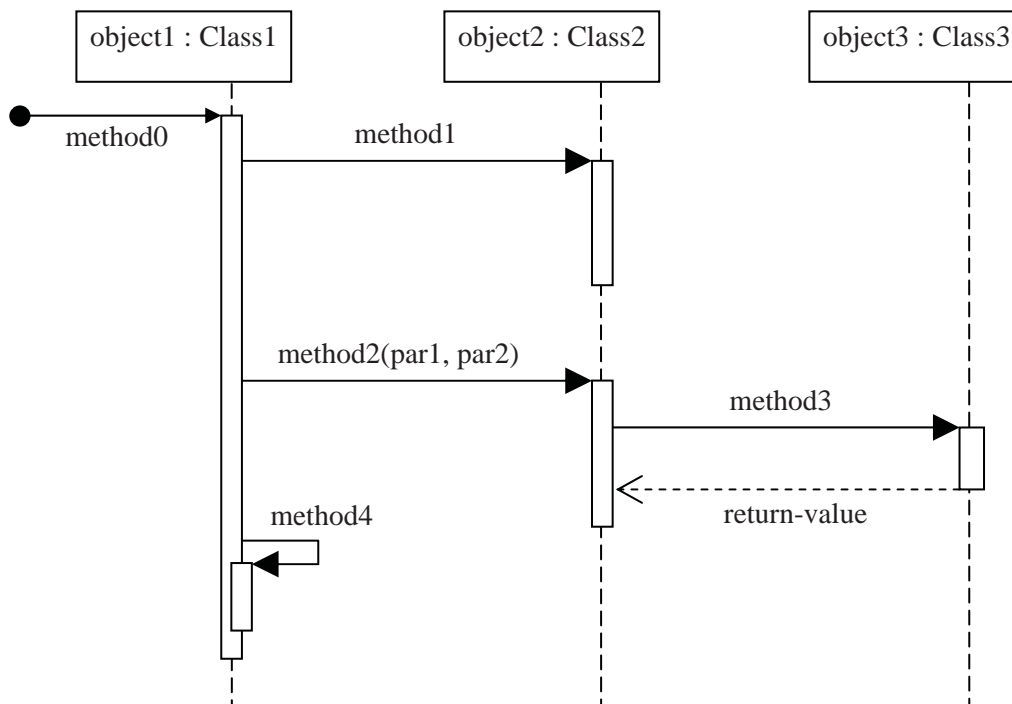 object1 : Class1
object2 : Class2
object3 : Class3
method0
method1
method2(par1, par2)
method3
return-value
method4